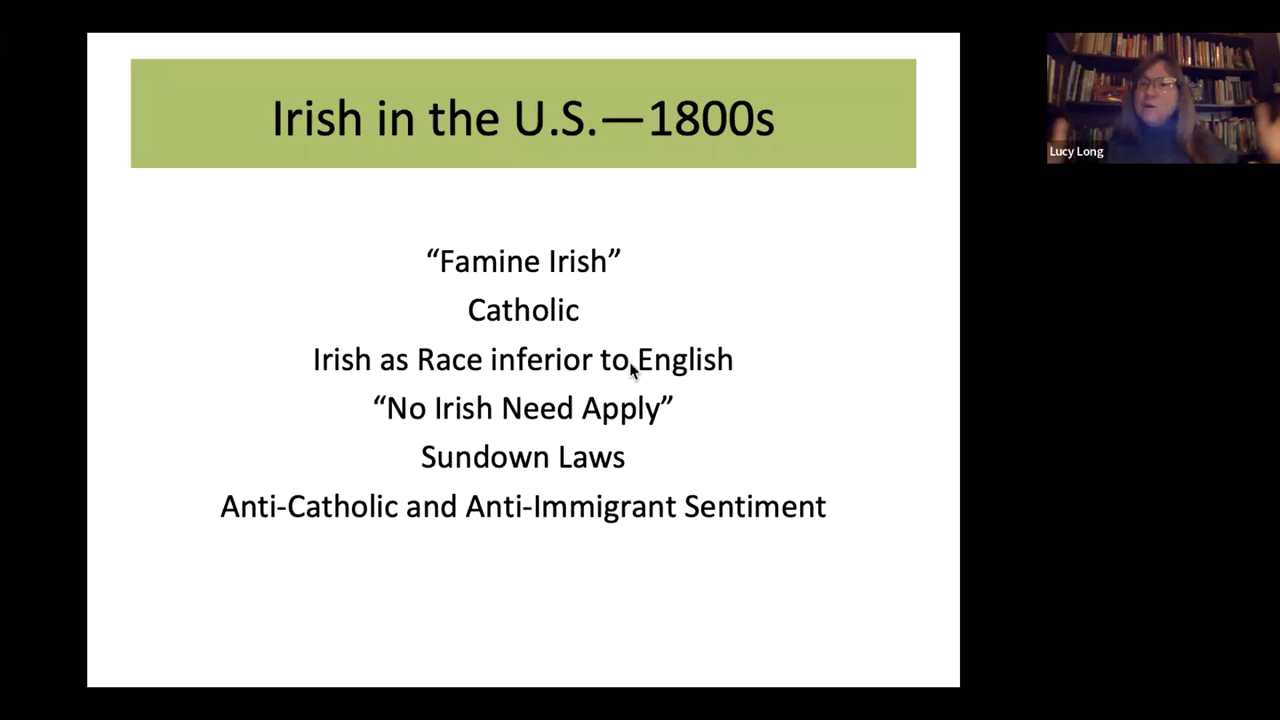 Irish in the U.S.—1800s
“Famine Irish”
Catholic
Irish as Race inferior to English
“No Irish Need Apply”
Sundown Laws
Anti-Catholic and Anti-Immigrant Sentiment
Lucy Long